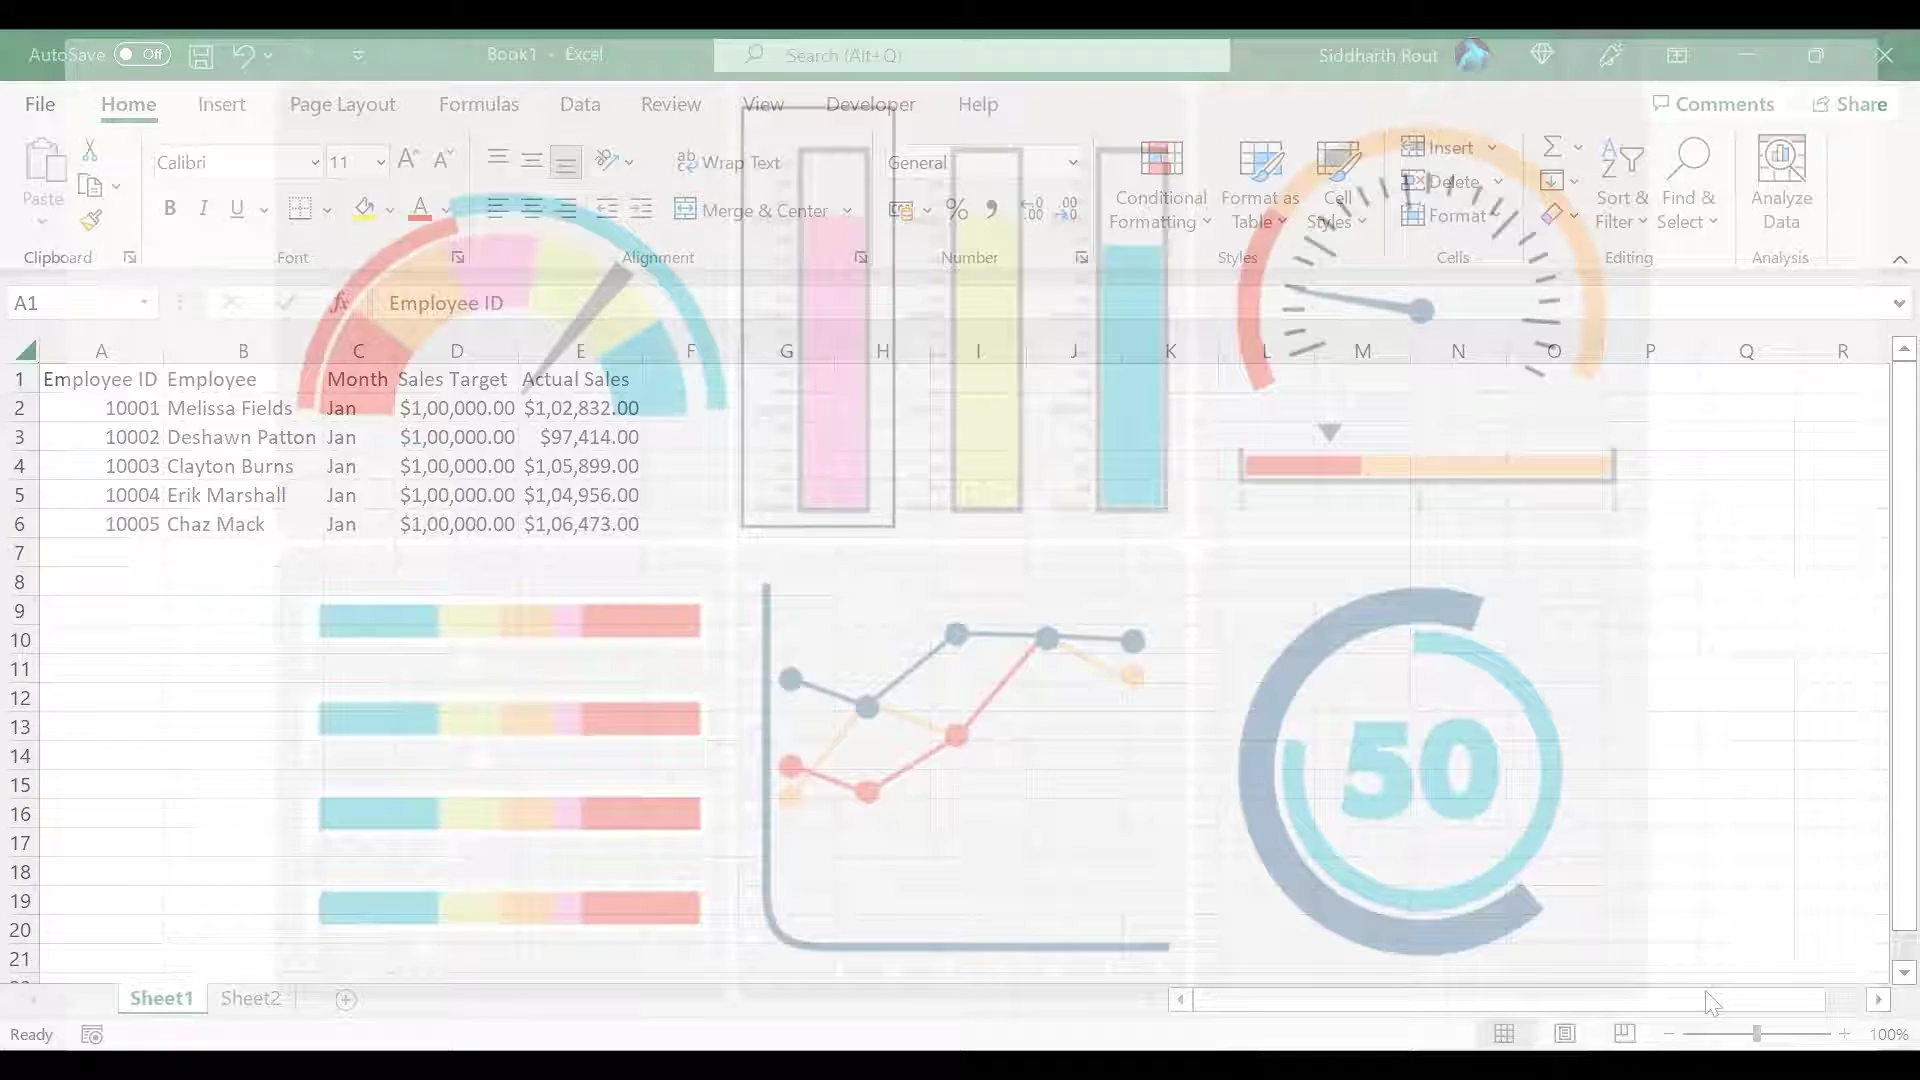 AutoSave Off Book1 - Excel Search (Alt+Q) Siddharth Rout
File Home Insert Page Layout Formulas Data Review View Developer Help Comments Share
Paste Calibri 11 Wrap Text General Conditional Formatting Format as Table Cell Styles Insert Sort & Filter Find & Select Analyze Data
Delete
B I U A Merge & Center % Format
Clipboard Font Alignment Number Styles Cells Editing Analysis
A1 fx Employee ID
A B C D E F G H I J K L M N O P Q R
1 Employee ID Employee Month Sales Target Actual Sales
2 10001 Melissa Fields Jan $1,00,000.00 $1,02,832.00
3 10002 Deshawn Patton Jan $1,00,000.00 $97,414.00
4 10003 Clayton Burns Jan $1,00,000.00 $1,05,899.00
5 10004 Erik Marshall Jan $1,00,000.00 $1,04,956.00
6 10005 Chaz Mack Jan $1,00,000.00 $1,06,473.00
7
8
9
10
11
12
13
14 50
15
16
17
18
19
20
21
Sheet1 Sheet2
Ready 100%